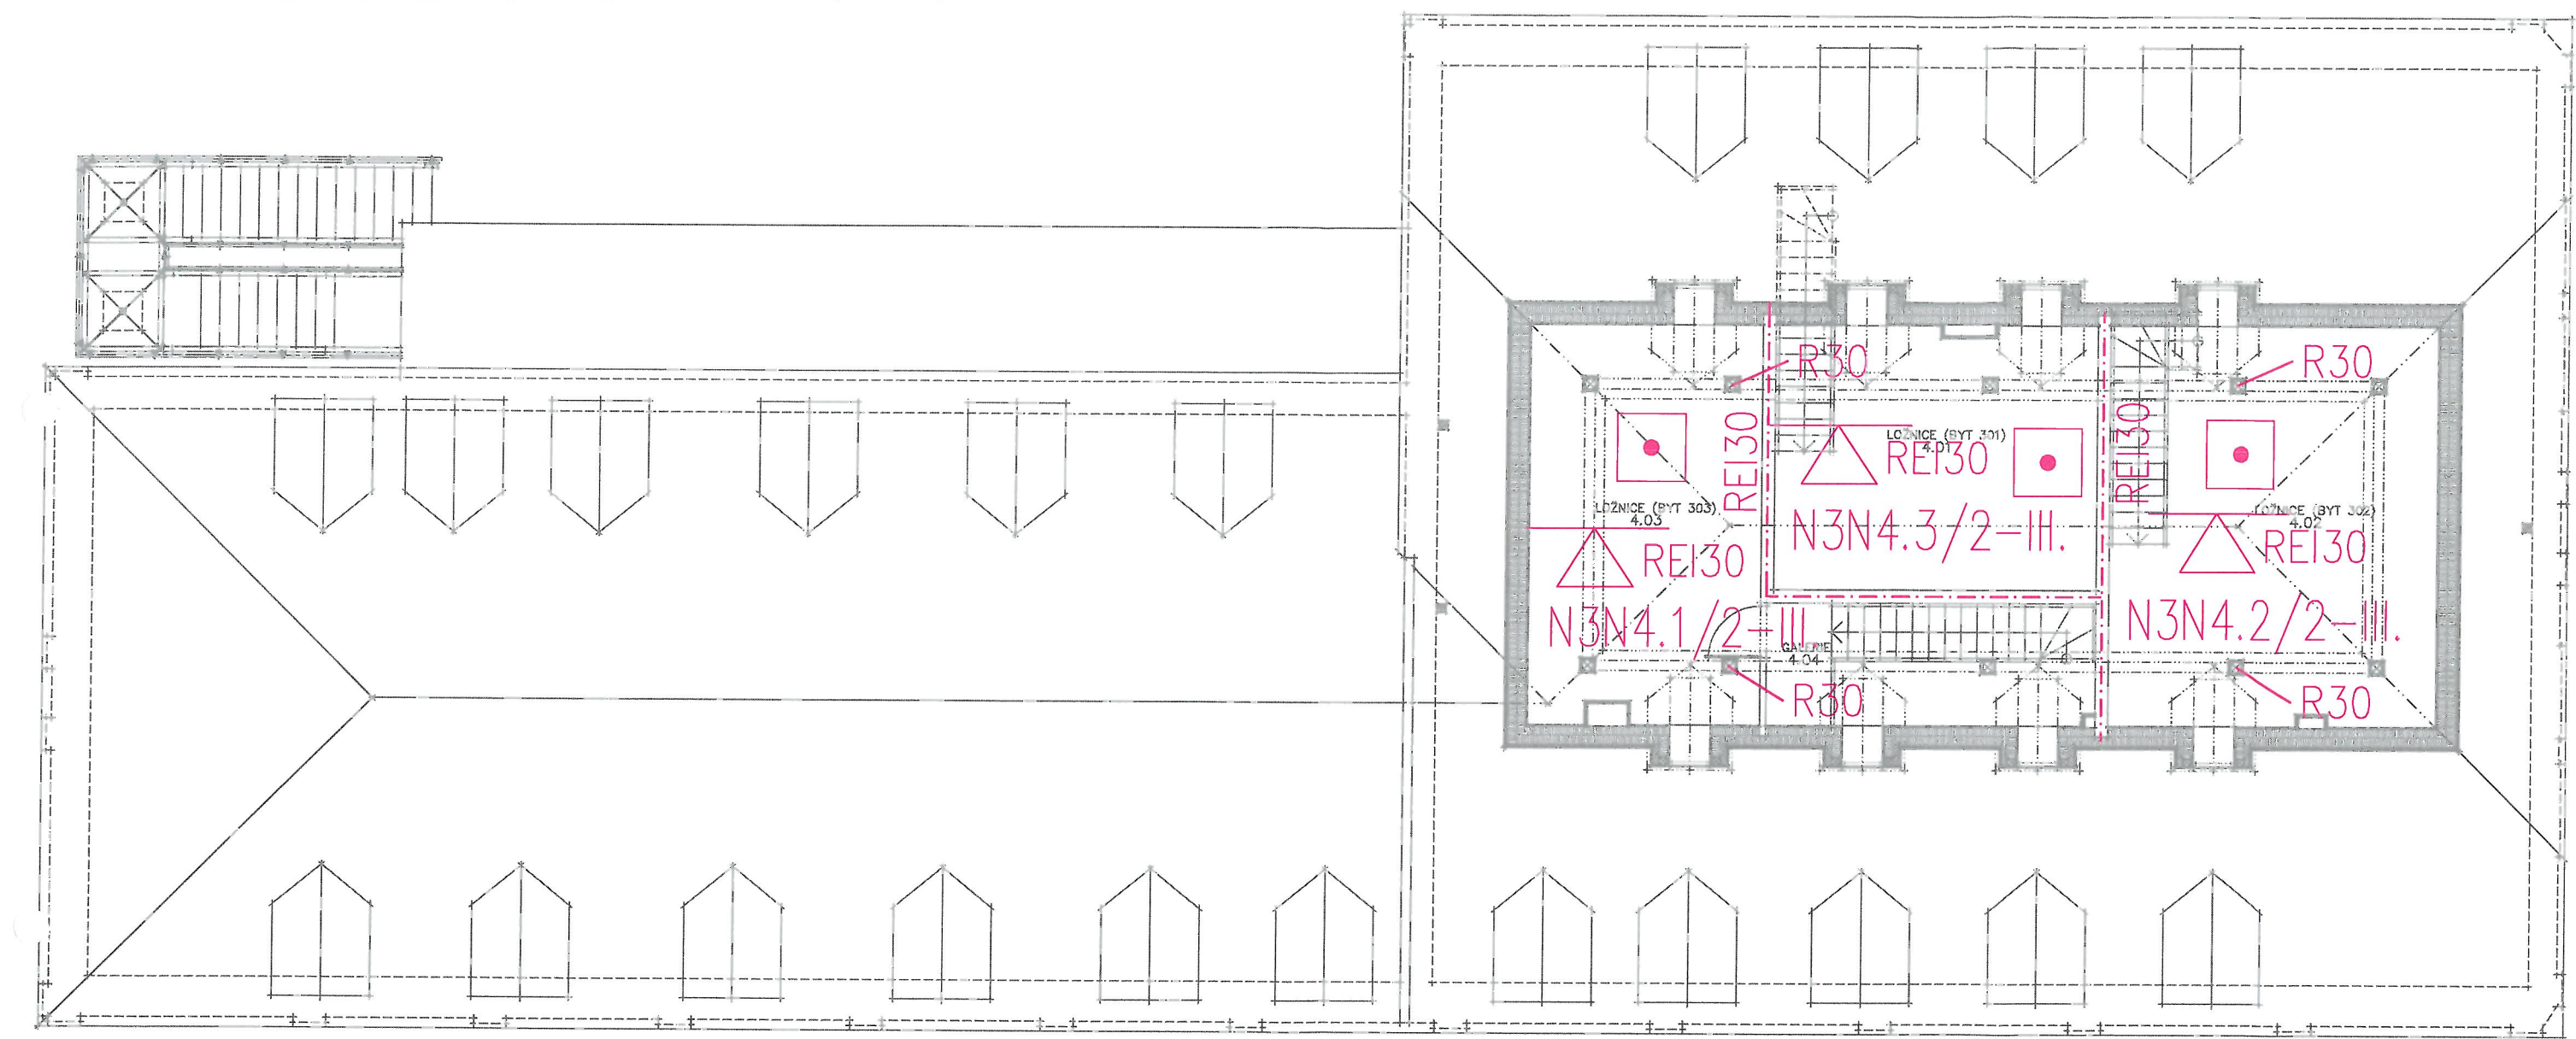 R30
R30
REI30
REI30
LOŽNICE (BYT 301)
4.01
REI30
LOŽNICE (BYT 303)
4.03
LOŽNICE (BYT 302)
4.02
N3N4.3/2-III.
REI30
REI30
N3N4.1/2-III.
N3N4.2/2-III.
GALERIE
4.04
R30
R30